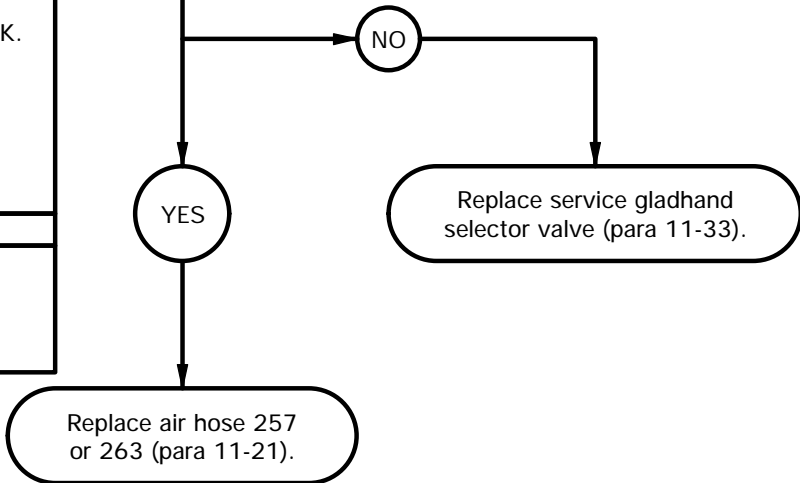 K.
NO
YES
Replace service gladhand
selector valve (para 11-33).
Replace air hose 257
or 263 (para 11-21).